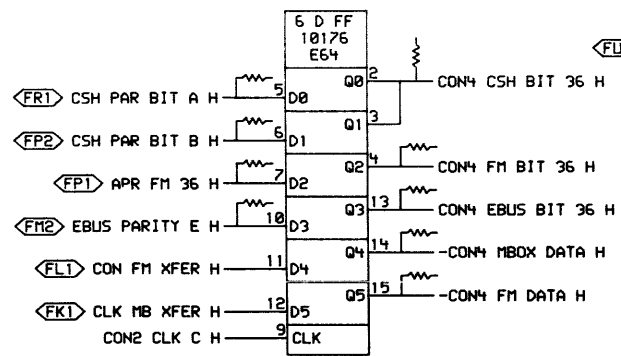 6 D FF
10176
E64
FU
2 Q0 CON4 CSH BIT 36 H
FR1 CSH PAR BIT A H 5 D0
3 Q1
FP2 CSH PAR BIT B H 6 D1
4 Q2 CON4 FM BIT 36 H
FP1 APR FM 36 H 7 D2
13 Q3 CON4 EBUS BIT 36 H
FM2 EBUS PARITY E H 10 D3
14 Q4 -CON4 MBOX DATA H
FL1 CON FM XFER H 11 D4
15 Q5 -CON4 FM DATA H
FK1 CLK MB XFER H 12 D5
CON2 CLK C H 9 CLK